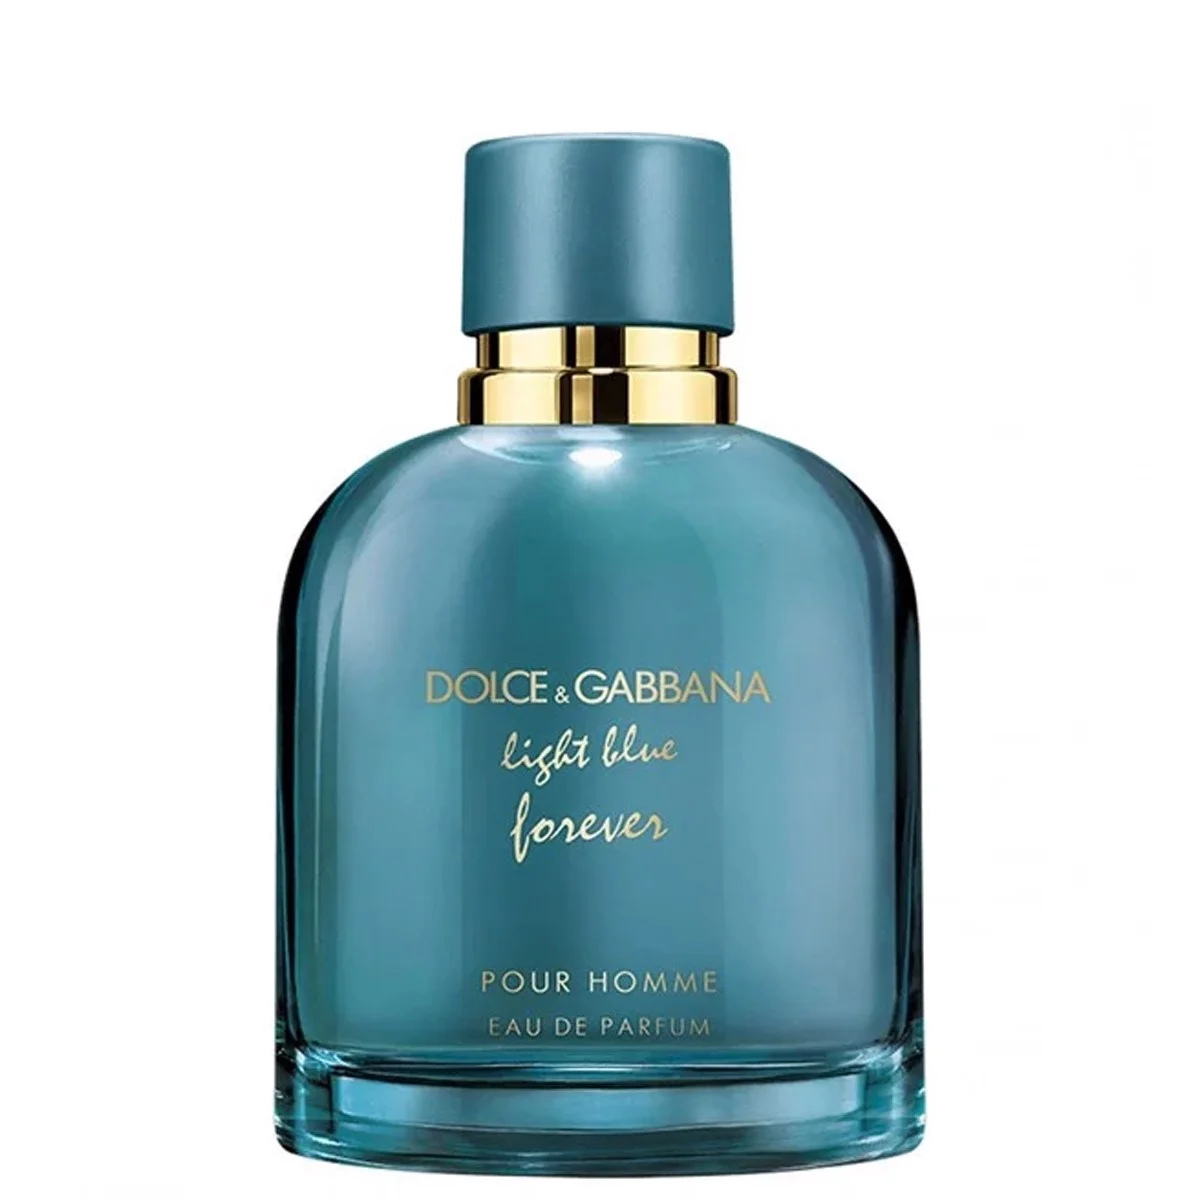 DOLCE & GABBANA
light blue
forever
POUR HOMME
EAU DE PARFUM